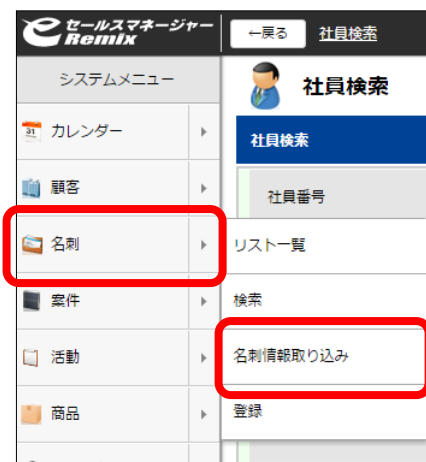 eセールスマネージャー
Remix
←戻る 社員検索
システムメニュー
社員検索
31 カレンダー
社員検索
顧客
社員番号
名刺
リスト一覧
案件
検索
活動
名刺情報取り込み
商品
登録